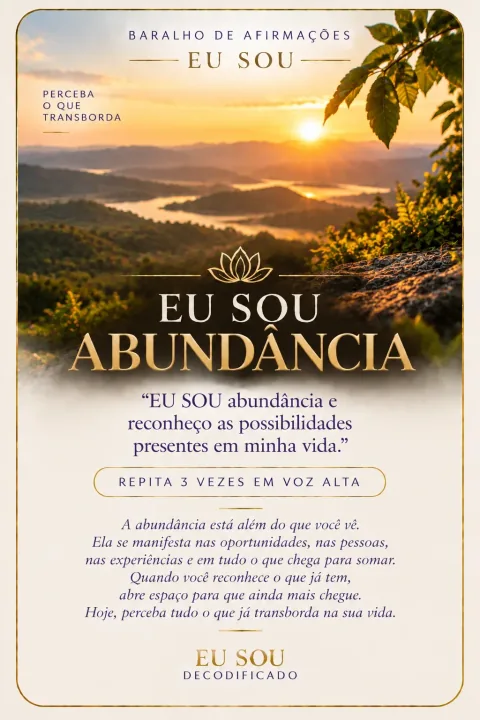 BARALHO DE AFIRMAÇÕES
EU SOU
PERCEBA
O QUE
TRANSBORDA
EU SOU
ABUNDÂNCIA
“EU SOU abundância e
reconheço as possibilidades
presentes em minha vida.”
REPITA 3 VEZES EM VOZ ALTA
A abundância está além do que você vê.
Ela se manifesta nas oportunidades, nas pessoas,
nas experiências e em tudo o que chega para somar.
Quando você reconhece o que já tem,
abre espaço para que ainda mais chegue.
Hoje, perceba tudo o que já transborda na sua vida.
EU SOU
DECODIFICADO